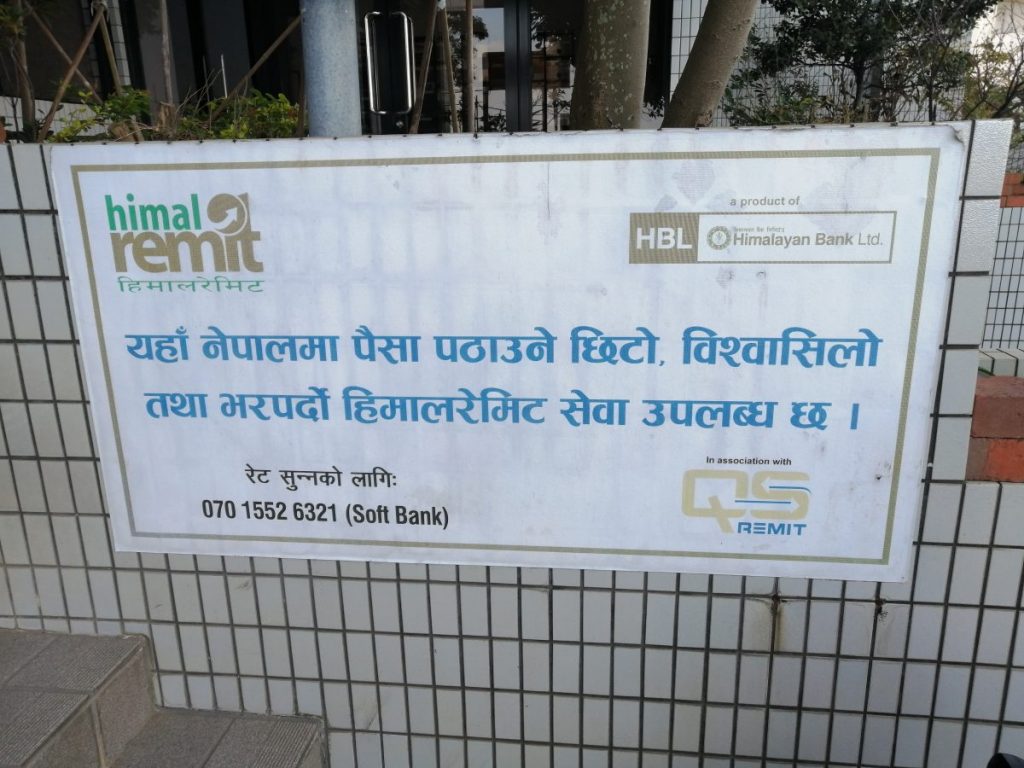 himal
remit
हिमालरेमिट
a product of
HBL Himalayan Bank Ltd.
यहाँ नेपालमा पैसा पठाउने छिटो, विश्वासिलो
तथा भरपर्दो हिमालरेमिट सेवा उपलब्ध छ ।
रेट सुन्नको लागिः
070 1552 6321 (Soft Bank)
In association with
QS
REMIT